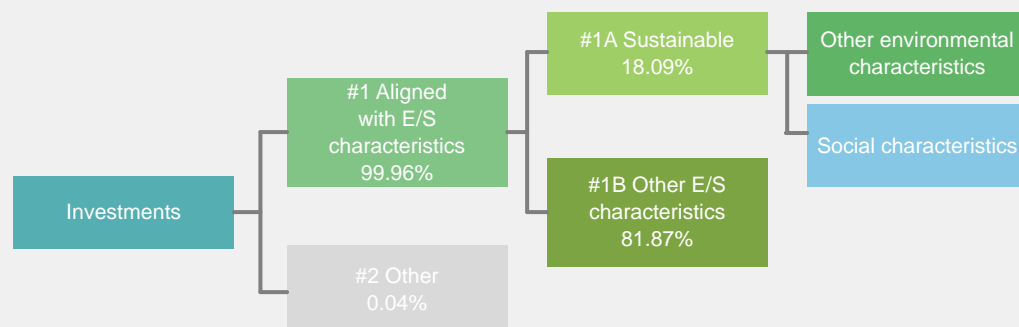 Investments
#1 Aligned
with E/S
characteristics
99.96%
#2 Other
0.04%
#1A Sustainable
18.09%
#1B Other E/S
characteristics
81.87%
Other environmental
characteristics
Social characteristics